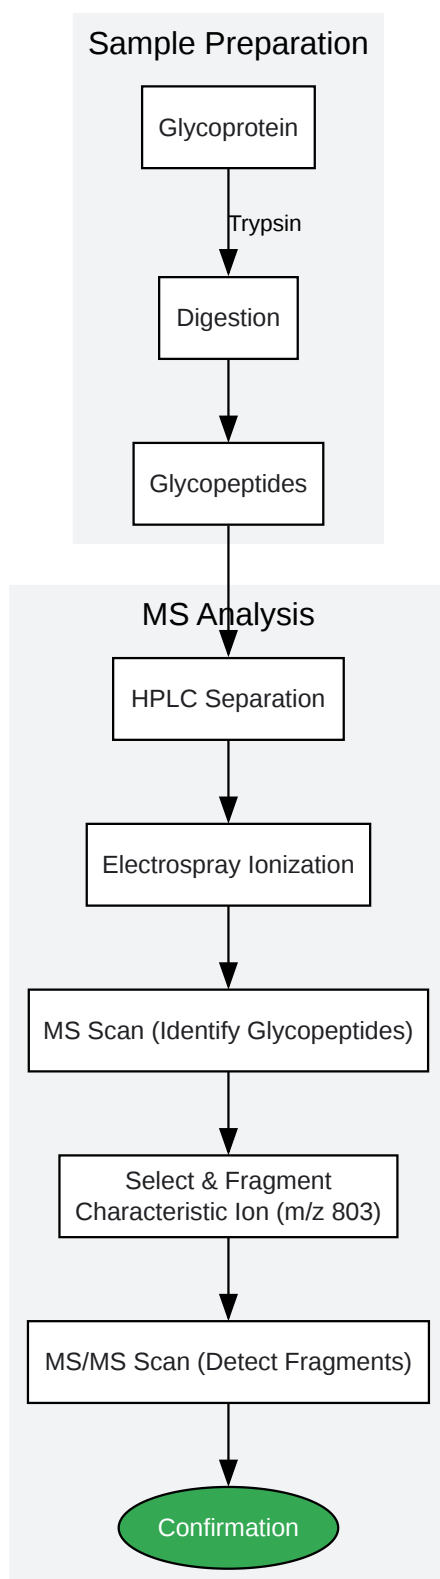 Sample Preparation
Glycoprotein
Trypsin
Digestion
Glycopeptides
MS Analysis
HPLC Separation
Electrospray Ionization
MS Scan (Identify Glycopeptides)
Select & Fragment
Characteristic Ion (m/z 803)
MS/MS Scan (Detect Fragments)
Confirmation